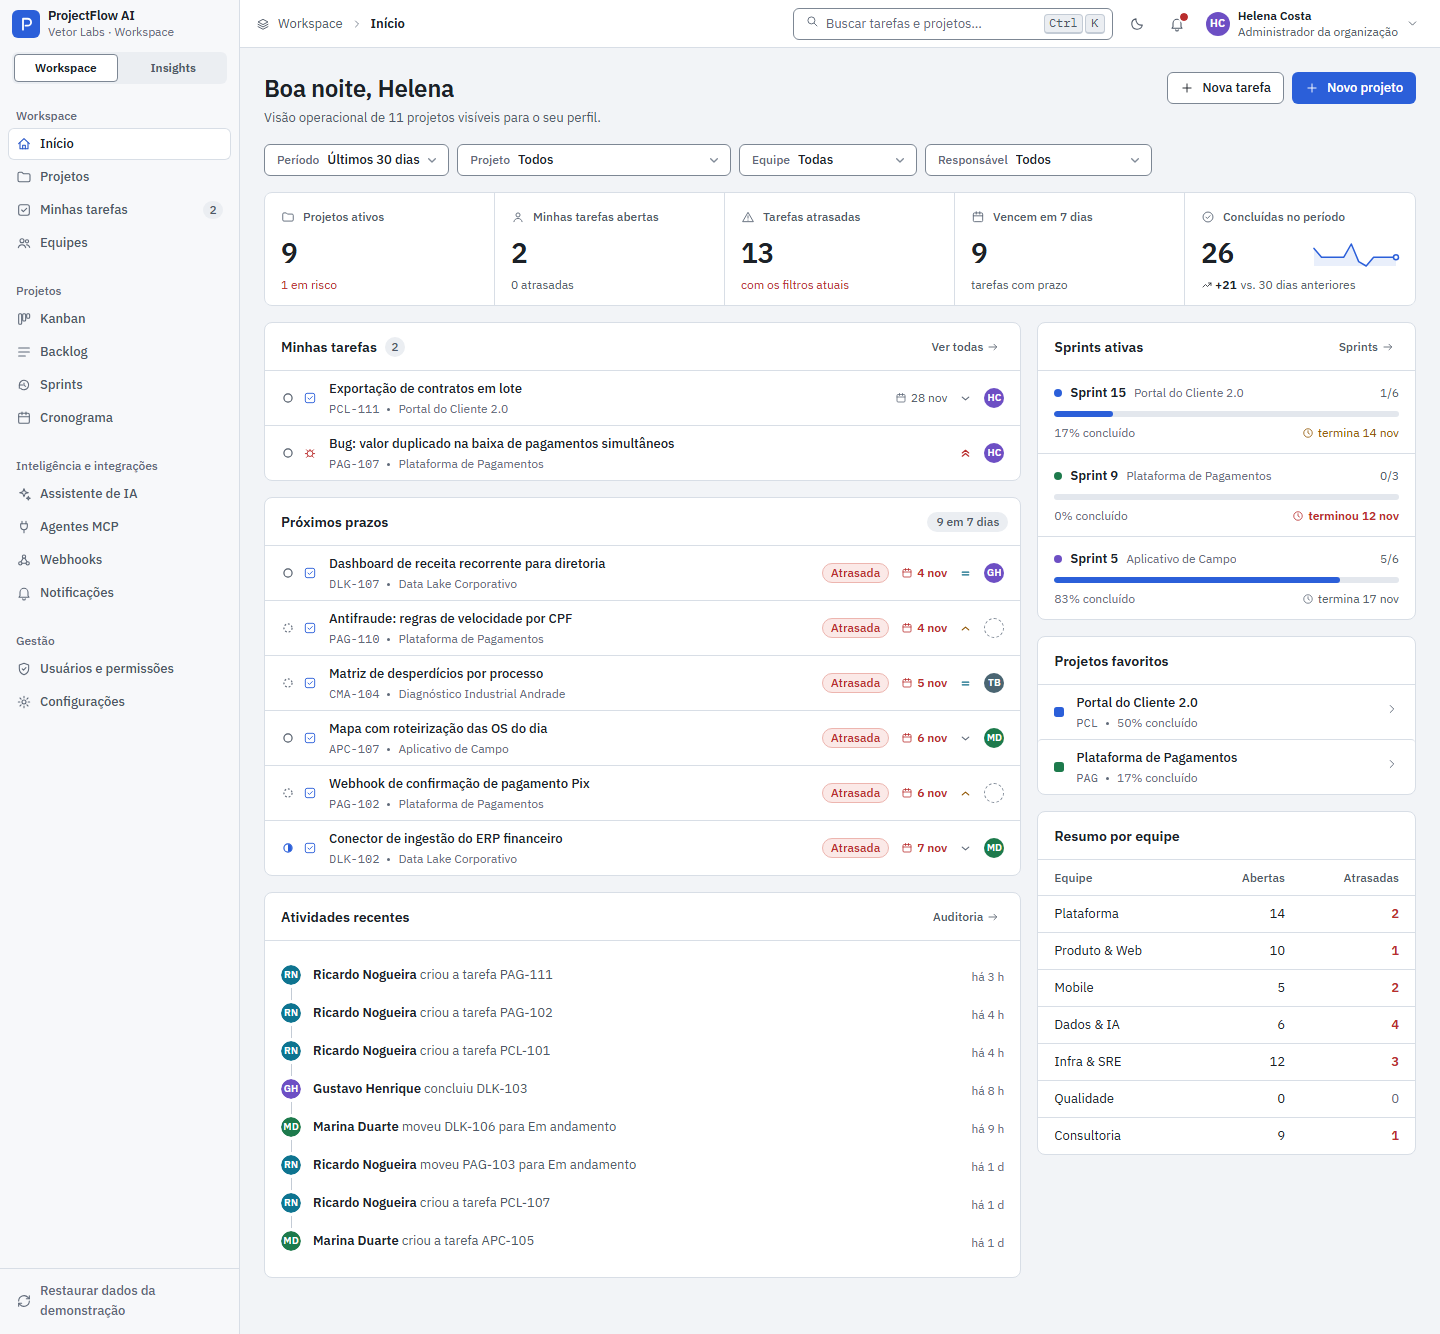 ProjectFlow AI
Vetor Labs · Workspace
Workspace
Insights
Workspace
Início
Projetos
Minhas tarefas 2
Equipes
Projetos
Kanban
Backlog
Sprints
Cronograma
Inteligência e integrações
Assistente de IA
Agentes MCP
Webhooks
Notificações
Gestão
Usuários e permissões
Configurações
Restaurar dados da
demonstração
Workspace > Início
Buscar tarefas e projetos... Ctrl K
HC
Helena Costa
Administrador da organização
Boa noite, Helena
Visão operacional de 11 projetos visíveis para o seu perfil.
+ Nova tarefa
+ Novo projeto
Período Últimos 30 dias
Projeto Todos
Equipe Todas
Responsável Todos
Projetos ativos
9
1 em risco
Minhas tarefas abertas
2
0 atrasadas
Tarefas atrasadas
13
com os filtros atuais
Vencem em 7 dias
9
tarefas com prazo
Concluídas no período
26
+21 vs. 30 dias anteriores
Minhas tarefas 2
Ver todas →
Exportação de contratos em lote
PCL-111 • Portal do Cliente 2.0
28 nov HC
Bug: valor duplicado na baixa de pagamentos simultâneos
PAG-107 • Plataforma de Pagamentos
HC
Próximos prazos
9 em 7 dias
Dashboard de receita recorrente para diretoria
DLK-107 • Data Lake Corporativo
Atrasada 4 nov GH
Antifraude: regras de velocidade por CPF
PAG-110 • Plataforma de Pagamentos
Atrasada 4 nov
Matriz de desperdícios por processo
CMA-104 • Diagnóstico Industrial Andrade
Atrasada 5 nov TB
Mapa com roteirização das OS do dia
APC-107 • Aplicativo de Campo
Atrasada 6 nov MD
Webhook de confirmação de pagamento Pix
PAG-102 • Plataforma de Pagamentos
Atrasada 6 nov
Conector de ingestão do ERP financeiro
DLK-102 • Data Lake Corporativo
Atrasada 7 nov MD
Atividades recentes
Auditoria →
RN Ricardo Nogueira criou a tarefa PAG-111 há 3 h
RN Ricardo Nogueira criou a tarefa PAG-102 há 4 h
RN Ricardo Nogueira criou a tarefa PCL-101 há 4 h
GH Gustavo Henrique concluiu DLK-103 há 8 h
MD Marina Duarte moveu DLK-106 para Em andamento há 9 h
RN Ricardo Nogueira moveu PAG-103 para Em andamento há 1 d
RN Ricardo Nogueira criou a tarefa PCL-107 há 1 d
MD Marina Duarte criou a tarefa APC-105 há 1 d
Sprints ativas
Sprints →
Sprint 15 Portal do Cliente 2.0 1/6
17% concluído termina 14 nov
Sprint 9 Plataforma de Pagamentos 0/3
0% concluído terminou 12 nov
Sprint 5 Aplicativo de Campo 5/6
83% concluído termina 17 nov
Projetos favoritos
Portal do Cliente 2.0
PCL • 50% concluído
Plataforma de Pagamentos
PAG • 17% concluído
Resumo por equipe
Equipe Abertas Atrasadas
Plataforma 14 2
Produto & Web 10 1
Mobile 5 2
Dados & IA 6 4
Infra & SRE 12 3
Qualidade 0 0
Consultoria 9 1